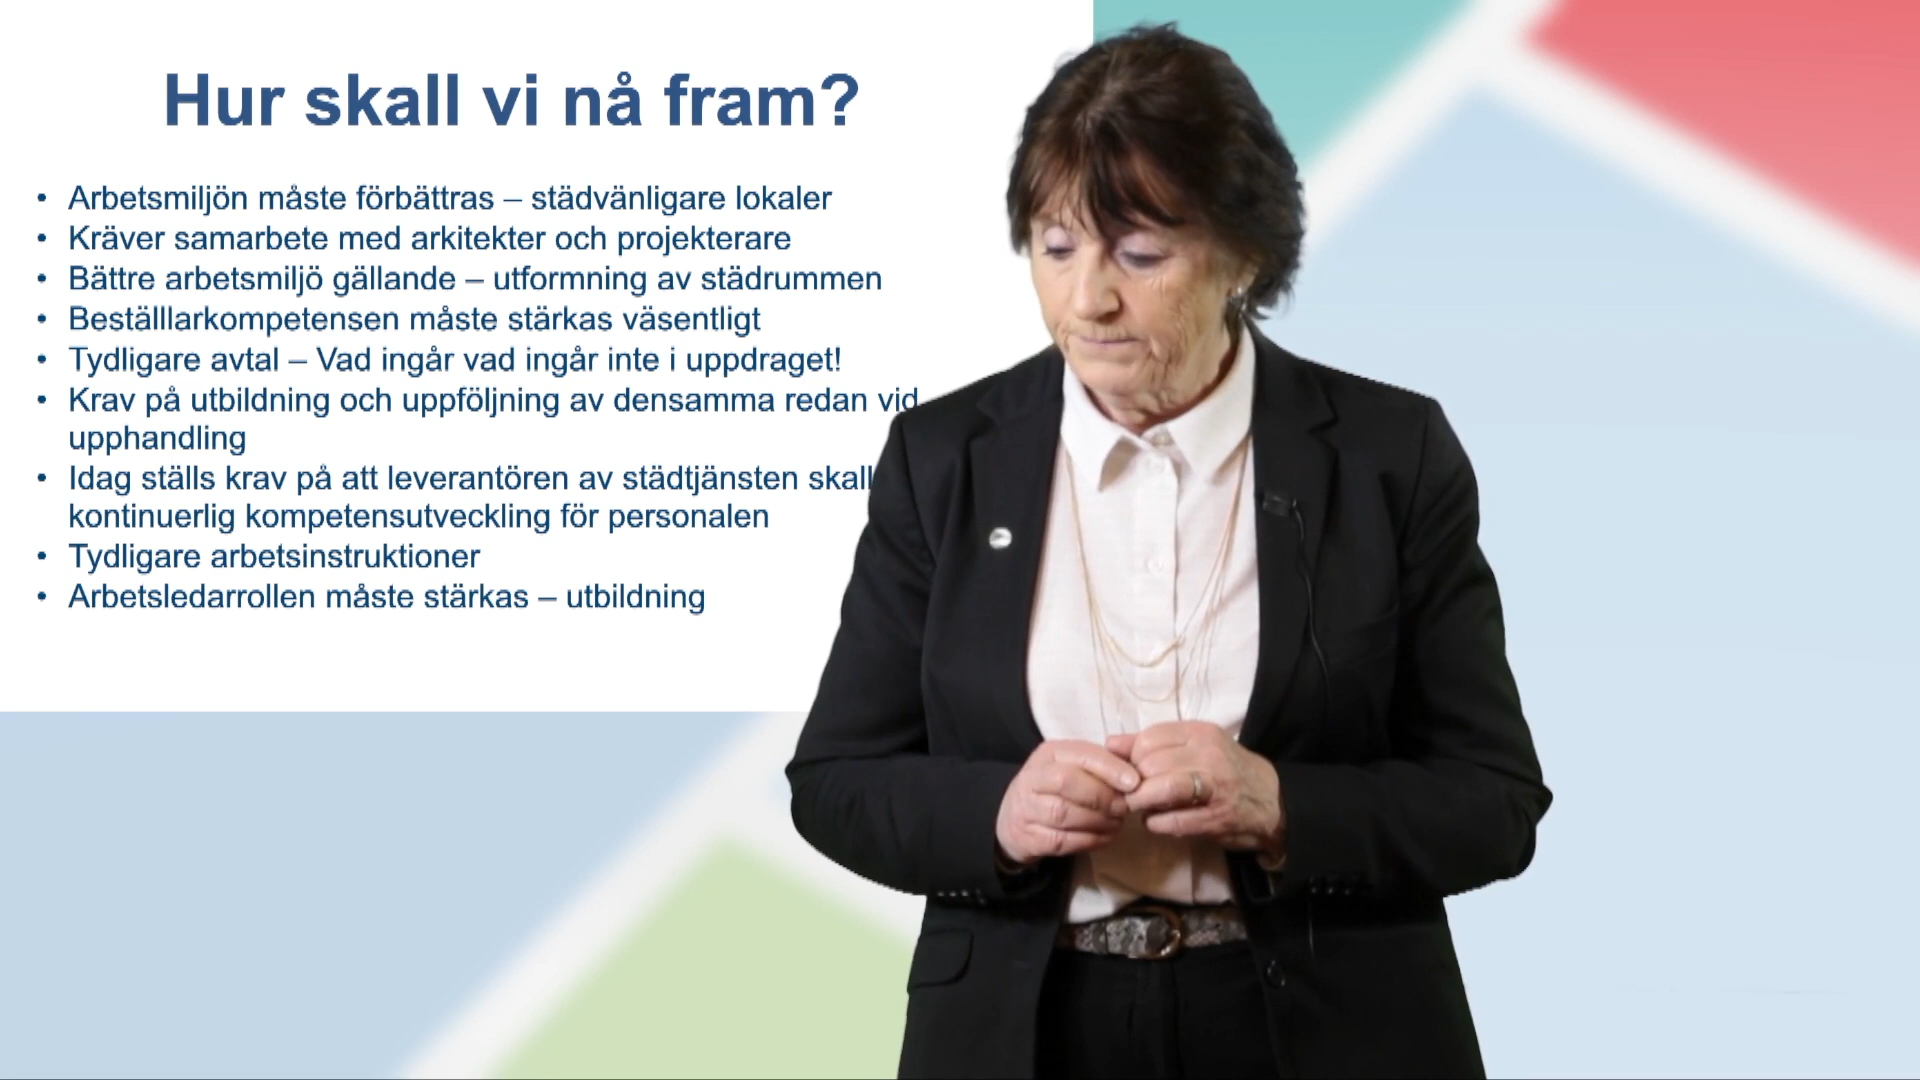 Hur skall vi nå fram?
• Arbetsmiljön måste förbättras – städvänligare lokaler
• Kräver samarbete med arkitekter och projekterare
• Bättre arbetsmiljö gällande – utformning av städrummen
• Beställlarkompetensen måste stärkas väsentligt
• Tydligare avtal – Vad ingår vad ingår inte i uppdraget!
• Krav på utbildning och uppföljning av densamma redan vid
upphandling
• Idag ställs krav på att leverantören av städtjänsten skall
kontinuerlig kompetensutveckling för personalen
• Tydligare arbetsinstruktioner
• Arbetsledarrollen måste stärkas – utbildning